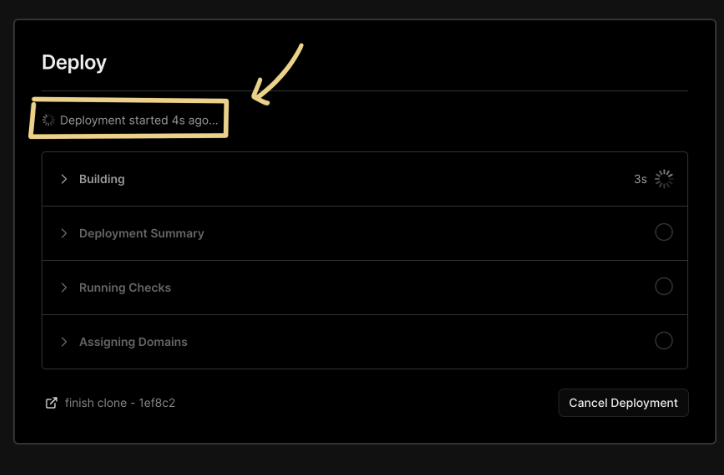 Deploy
Deployment started 4s ago...
Building 3s
Deployment Summary
Running Checks
Assigning Domains
finish clone - 1ef8c2 Cancel Deployment